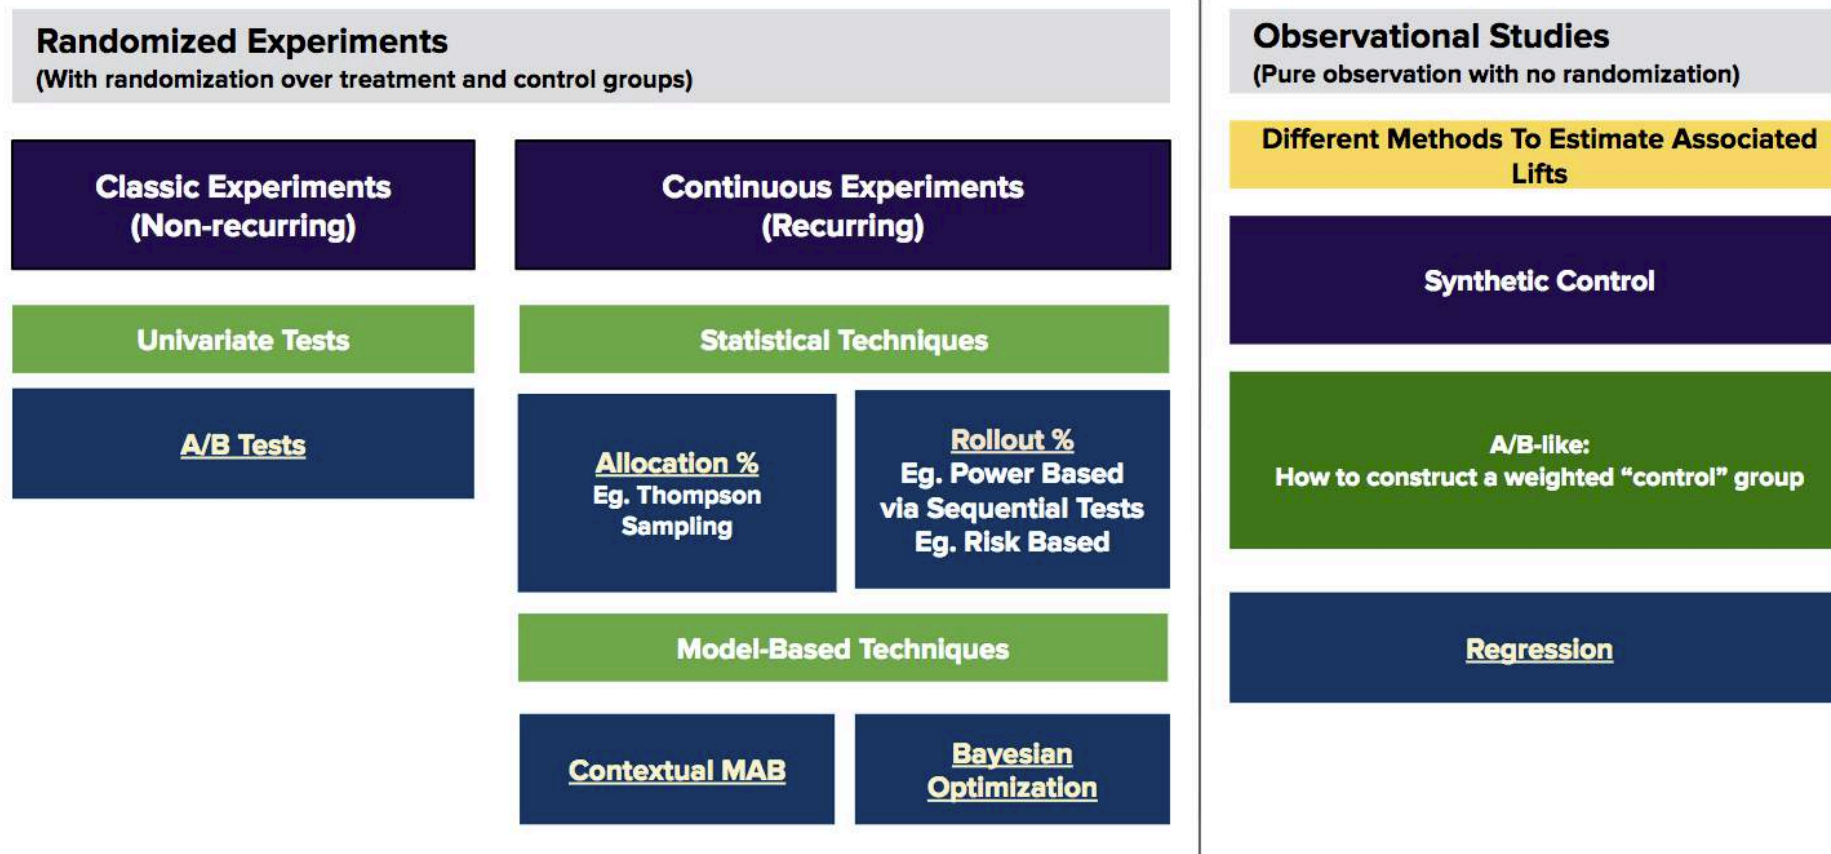 Randomized Experiments
(With randomization over treatment and control groups)
Classic Experiments
(Non-recurring)
Univariate Tests
A/B Tests
Continuous Experiments
(Recurring)
Statistical Techniques
Allocation %
Eg. Thompson
Sampling
Rollout %
Eg. Power Based
via Sequential Tests
Eg. Risk Based
Model-Based Techniques
Contextual MAB
Bayesian
Optimization
Observational Studies
(Pure observation with no randomization)
Different Methods To Estimate Associated
Lifts
Synthetic Control
A/B-like:
How to construct a weighted “control” group
Regression